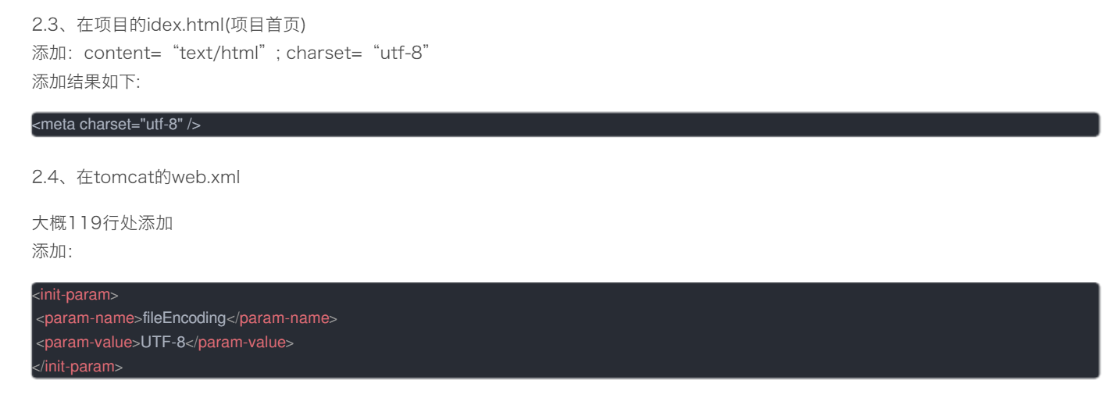 2.3、在项目的idex.html(项目首页)
添加：content=“text/html”; charset=“utf-8”
添加结果如下:
<meta charset="utf-8" />
2.4、在tomcat的web.xml
大概119行处添加
添加：
<init-param>
<param-name>fileEncoding</param-name>
<param-value>UTF-8</param-value>
</init-param>